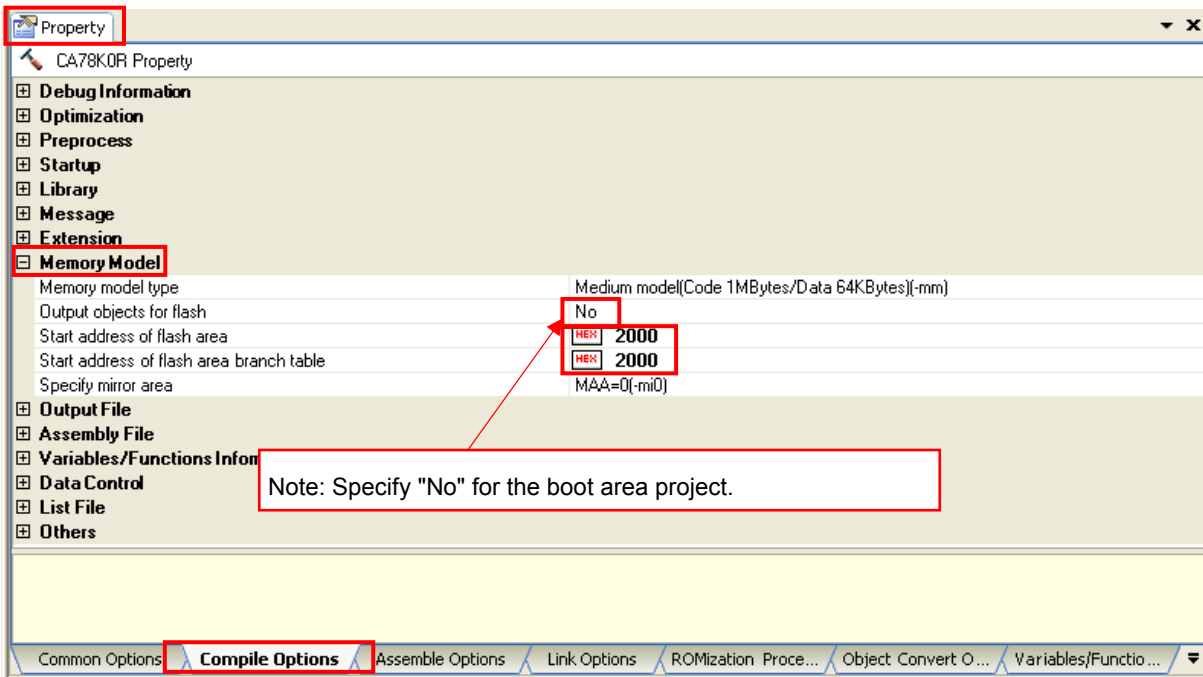 Property
CA78K0R Property
Debug Information
Optimization
Preprocess
Startup
Library
Message
Extension
Memory Model
Memory model type Medium model(Code 1MBytes/Data 64KBytes)(-mm)
Output objects for flash No
Start address of flash area HEX 2000
Start address of flash area branch table HEX 2000
Specify mirror area MAA=0(-mi0)
Output File
Assembly File
Variables/Functions Infom
Note: Specify "No" for the boot area project.
Data Control
List File
Others
Common Options Compile Options Assemble Options Link Options ROMization Proce... Object Convert O... Variables/Functio...